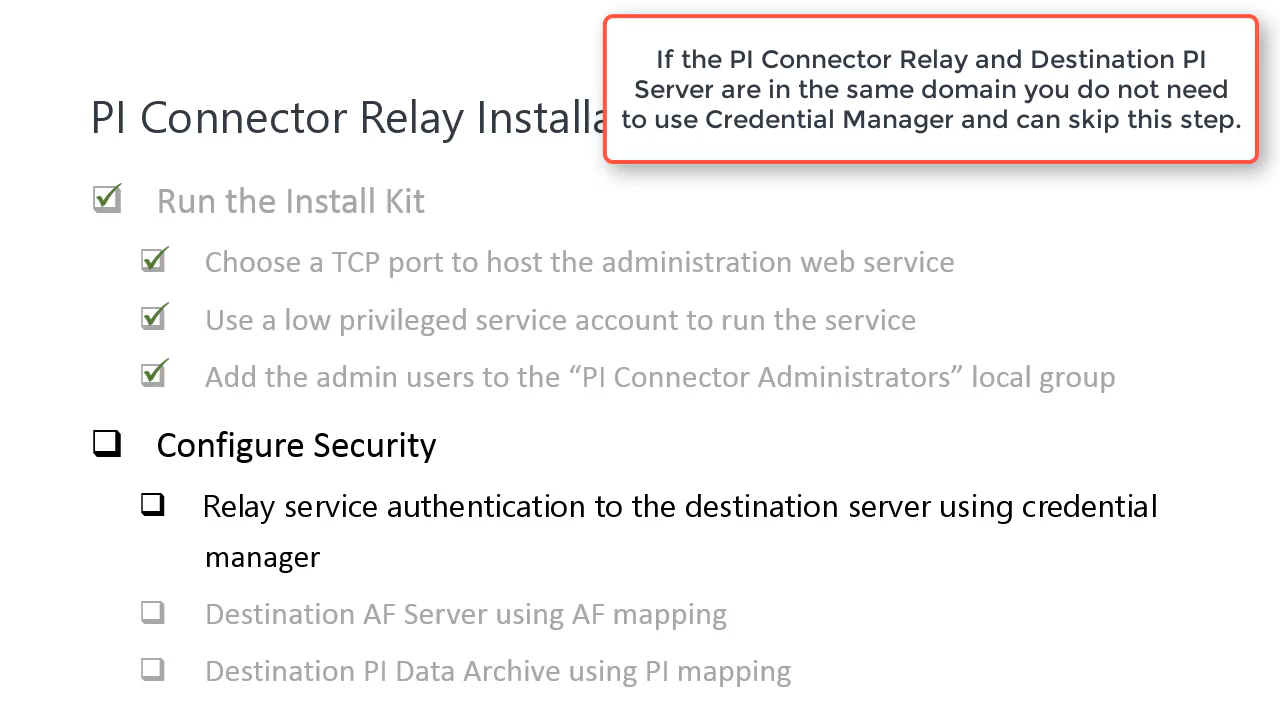 If the PI Connector Relay and Destination PI
Server are in the same domain you do not need
to use Credential Manager and can skip this step.
PI Connector Relay Installa
Run the Install Kit
Choose a TCP port to host the administration web service
Use a low privileged service account to run the service
Add the admin users to the “PI Connector Administrators” local group
Configure Security
Relay service authentication to the destination server using credential
manager
Destination AF Server using AF mapping
Destination PI Data Archive using PI mapping